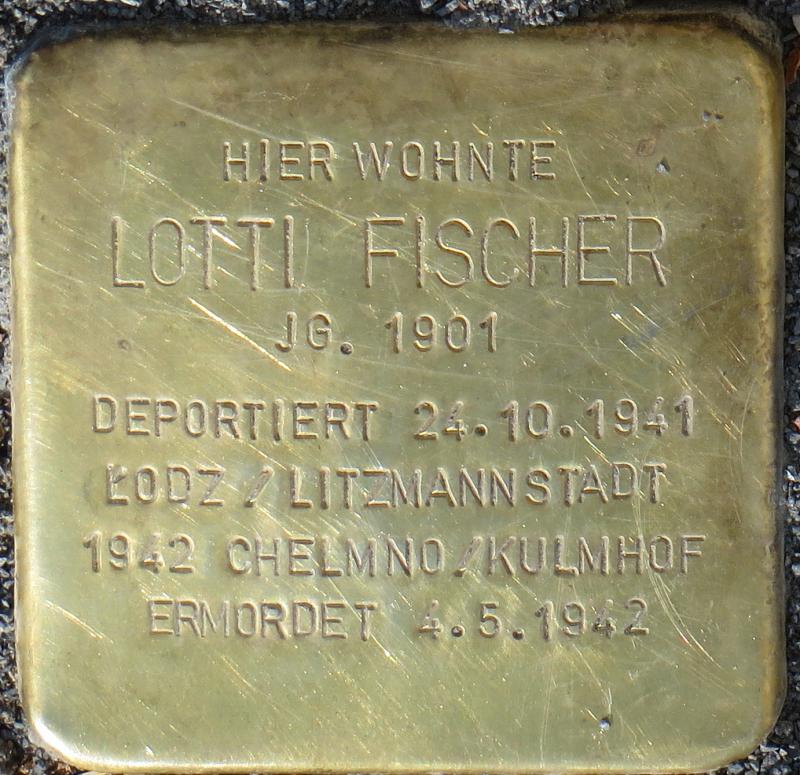 HIER WOHNTE
LOTTI FISCHER
JG. 1901
DEPORTIERT 24.10.1941
ŁODZ / LITZMANNSTADT
1942 CHELMNO/KULMHOF
ERMORDET 4.5.1942